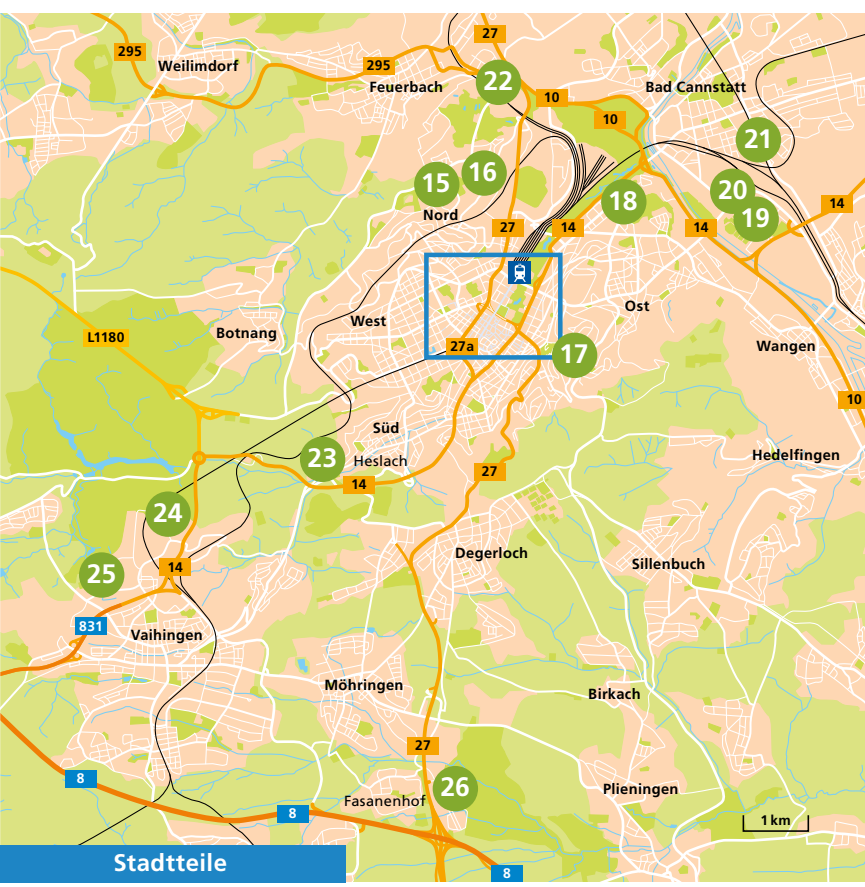 27
295
Weilimdorf
295
Feuerbach
22
Bad Cannstatt
10
10
21
15
16
20
18
19
14
Nord
27
14
14
West
Ost
Botnang
L1180
27a
17
Wangen
10
Süd
23
Heslach
Hedelfingen
27
14
24
Degerloch
Sillenbuch
14
25
831
Vaihingen
Möhringen
Birkach
27
8
26
Plieningen
Fasanenhof
8
1 km
Stadtteile
8